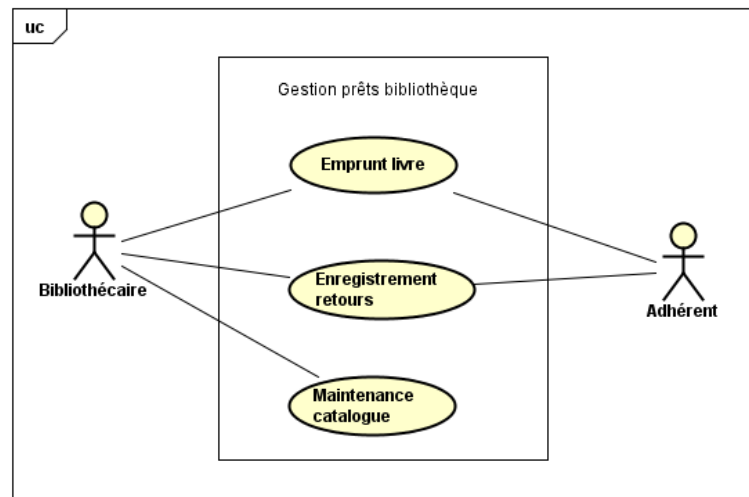 uc
Gestion prêts bibliothèque
Emprunt livre
Bibliothécaire
Enregistrement
retours
Adhérent
Maintenance
catalogue